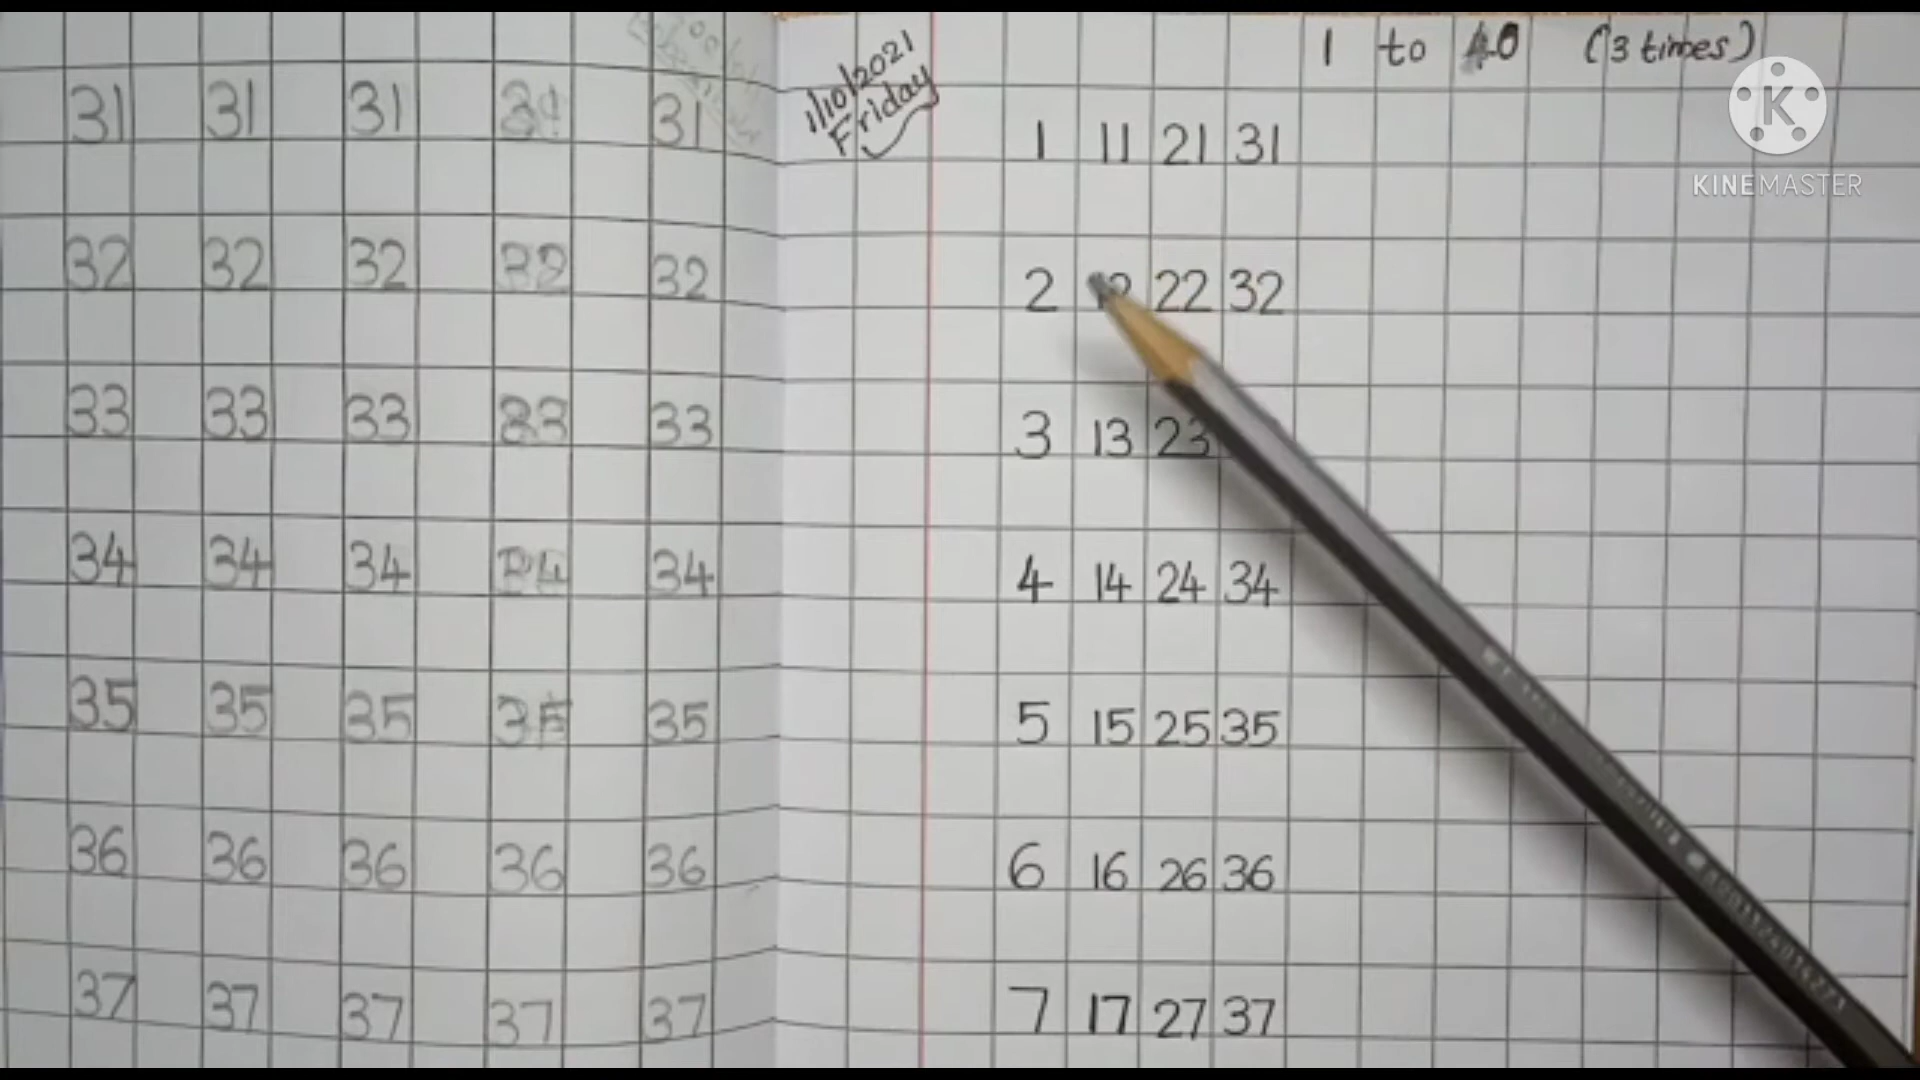 31 31 31 31 31
32 32 32 32 32
33 33 33 33 33
34 34 34 34 34
35 35 35 35 35
36 36 36 36 36
37 37 37 37 37
1/10/2021
Friday
1 to 40 (3 times)
KINEMASTER
1 11 21 31
2 12 22 32
3 13 23
4 14 24 34
5 15 25 35
6 16 26 36
7 17 27 37